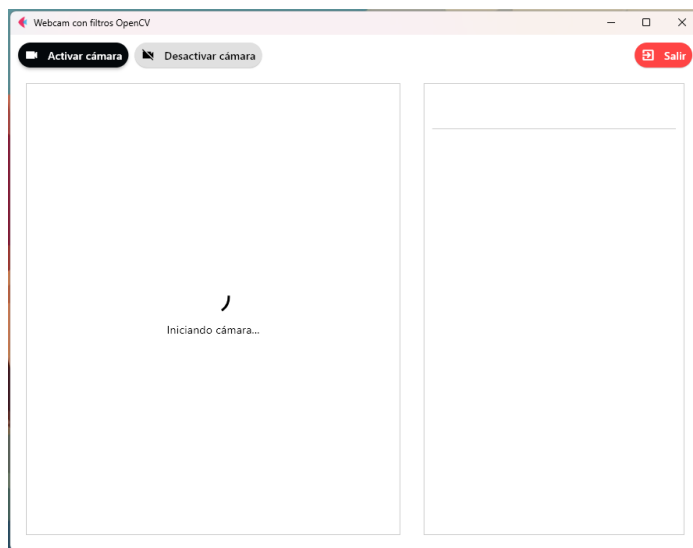 Webcam con filtros OpenCV
Activar cámara
Desactivar cámara
Salir
Iniciando cámara...